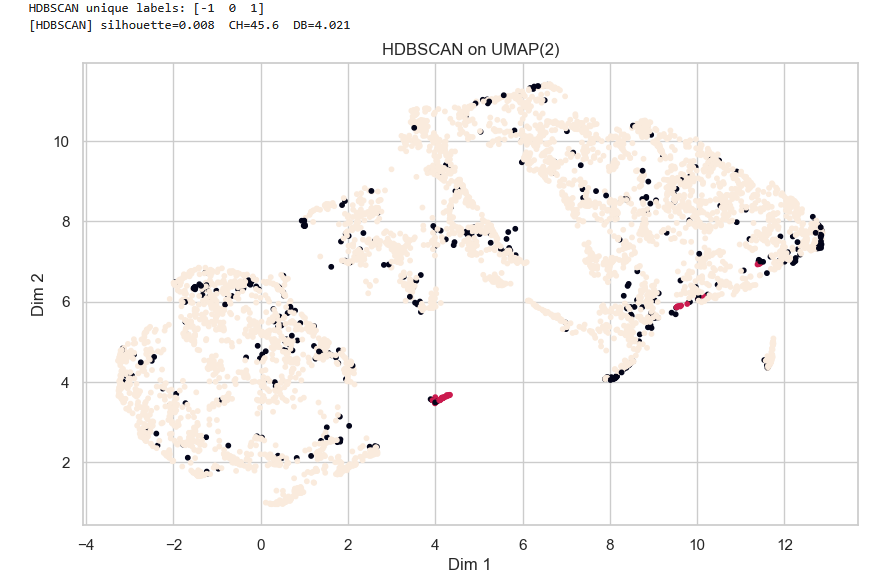 HDBSCAN unique labels: [-1  0  1]
[HDBSCAN] silhouette=0.008  CH=45.6  DB=4.021
HDBSCAN on UMAP(2)
10
8
6
4
2
Dim 2
−4
−2
0
2
4
6
8
10
12
Dim 1